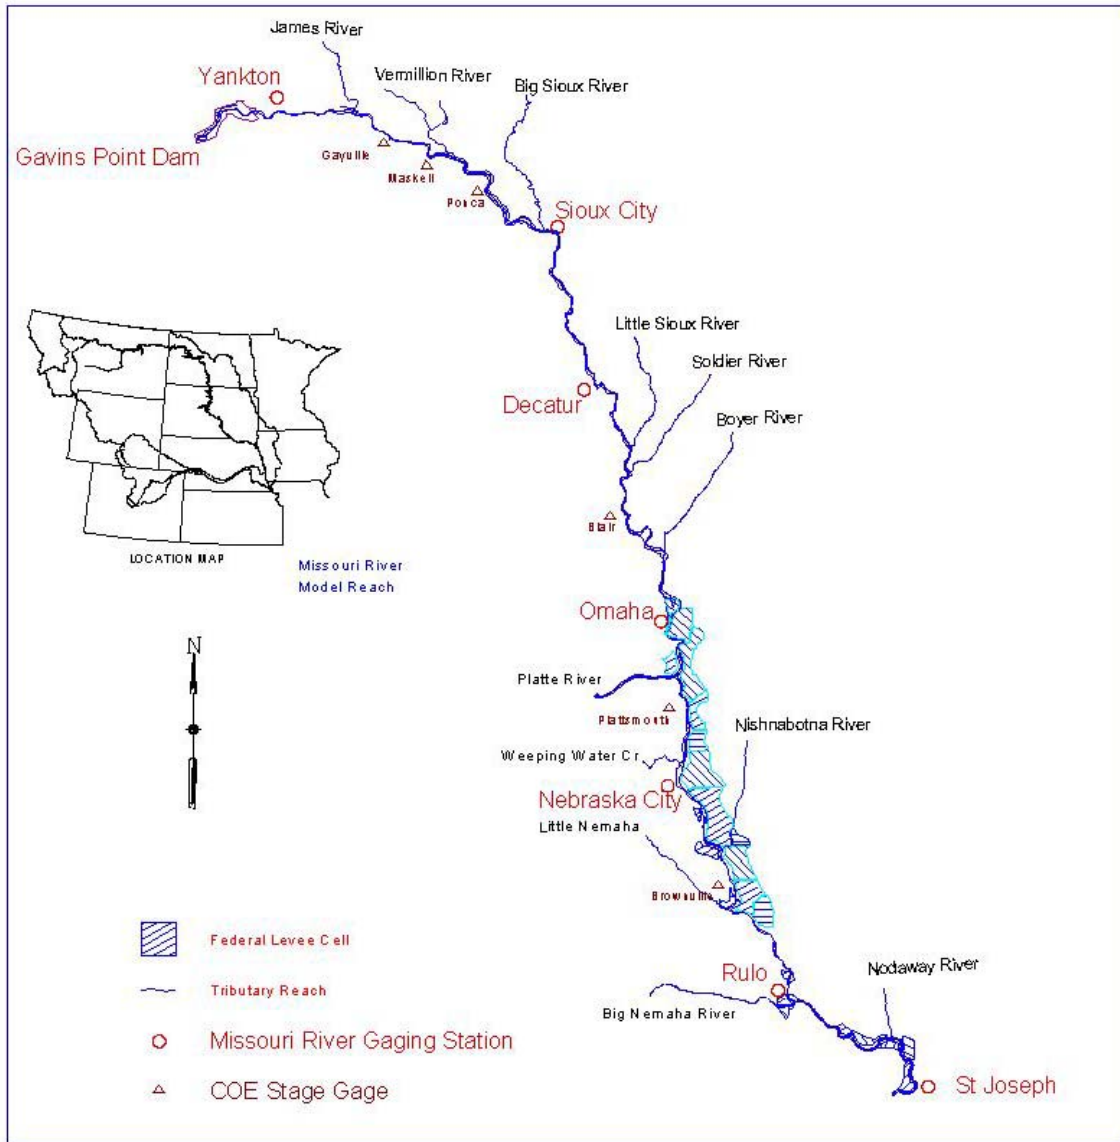 James River
Vermillion River
Big Sioux River
Yankton
Gavins Point Dam
Gayville
Maskell
Ponca
Sioux City
Little Sioux River
Soldier River
Decatur
Boyer River
Blair
LOCATION MAP
Missouri River
Model Reach
Omaha
N
Platte River
Plattsmouth
Nishnabotna River
Weeping Water Cr
Nebraska City
Little Nemaha
Brownville
Federal Levee Cell
Rulo
Nodaway River
Tributary Reach
Big Nemaha River
Missouri River Gaging Station
COE Stage Gage
St Joseph